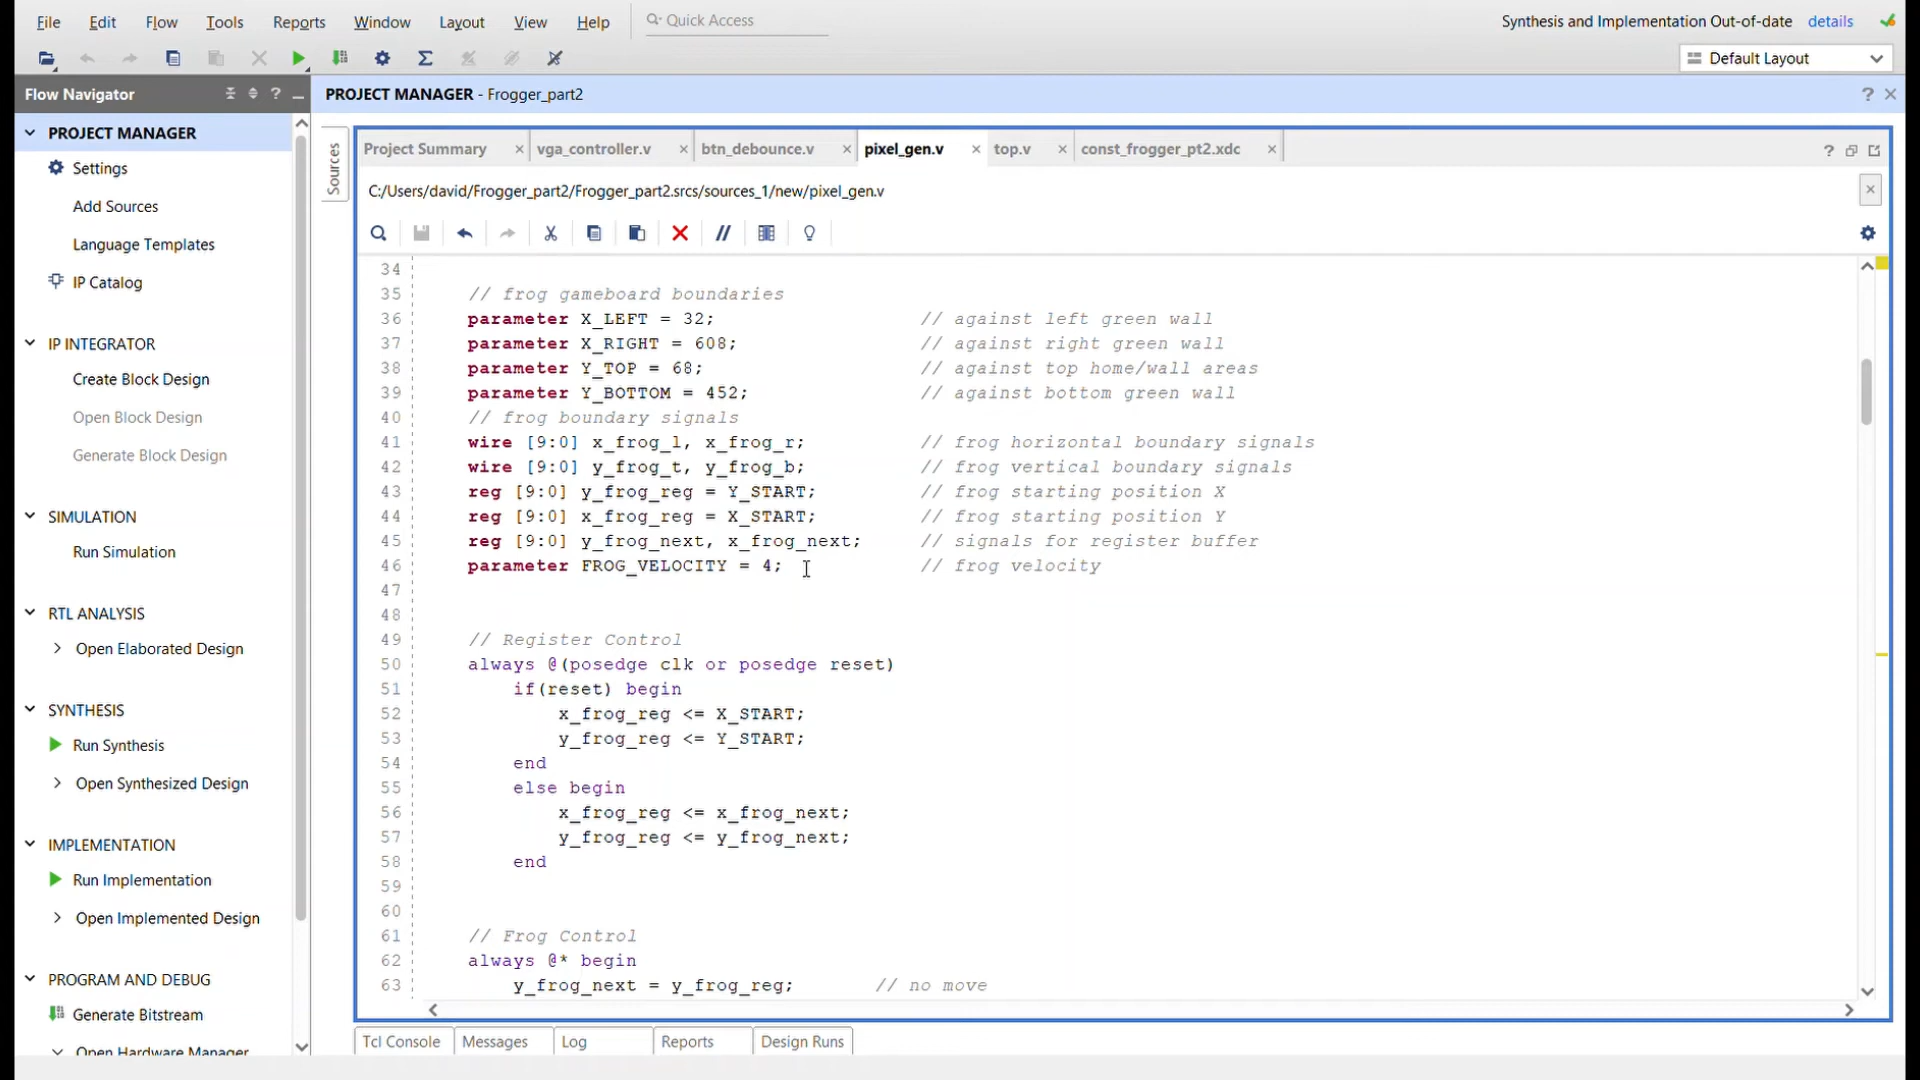 File Edit Flow Tools Reports Window Layout View Help Quick Access
Synthesis and Implementation Out-of-date details
Default Layout
Flow Navigator
PROJECT MANAGER - Frogger_part2
PROJECT MANAGER
Settings
Add Sources
Language Templates
IP Catalog
IP INTEGRATOR
Create Block Design
Open Block Design
Generate Block Design
SIMULATION
Run Simulation
RTL ANALYSIS
Open Elaborated Design
SYNTHESIS
Run Synthesis
Open Synthesized Design
IMPLEMENTATION
Run Implementation
Open Implemented Design
PROGRAM AND DEBUG
Generate Bitstream
Open Hardware Manager
Sources
Project Summary vga_controller.v btn_debounce.v pixel_gen.v top.v const_frogger_pt2.xdc
C:/Users/david/Frogger_part2/Frogger_part2.srcs/sources_1/new/pixel_gen.v
34
35 // frog gameboard boundaries
36 parameter X_LEFT = 32; // against left green wall
37 parameter X_RIGHT = 608; // against right green wall
38 parameter Y_TOP = 68; // against top home/wall areas
39 parameter Y_BOTTOM = 452; // against bottom green wall
40 // frog boundary signals
41 wire [9:0] x_frog_l, x_frog_r; // frog horizontal boundary signals
42 wire [9:0] y_frog_t, y_frog_b; // frog vertical boundary signals
43 reg [9:0] y_frog_reg = Y_START; // frog starting position X
44 reg [9:0] x_frog_reg = X_START; // frog starting position Y
45 reg [9:0] y_frog_next, x_frog_next; // signals for register buffer
46 parameter FROG_VELOCITY = 4; // frog velocity
47
48
49 // Register Control
50 always @(posedge clk or posedge reset)
51 if(reset) begin
52 x_frog_reg <= X_START;
53 y_frog_reg <= Y_START;
54 end
55 else begin
56 x_frog_reg <= x_frog_next;
57 y_frog_reg <= y_frog_next;
58 end
59
60
61 // Frog Control
62 always @* begin
63 y_frog_next = y_frog_reg; // no move
Tcl Console Messages Log Reports Design Runs